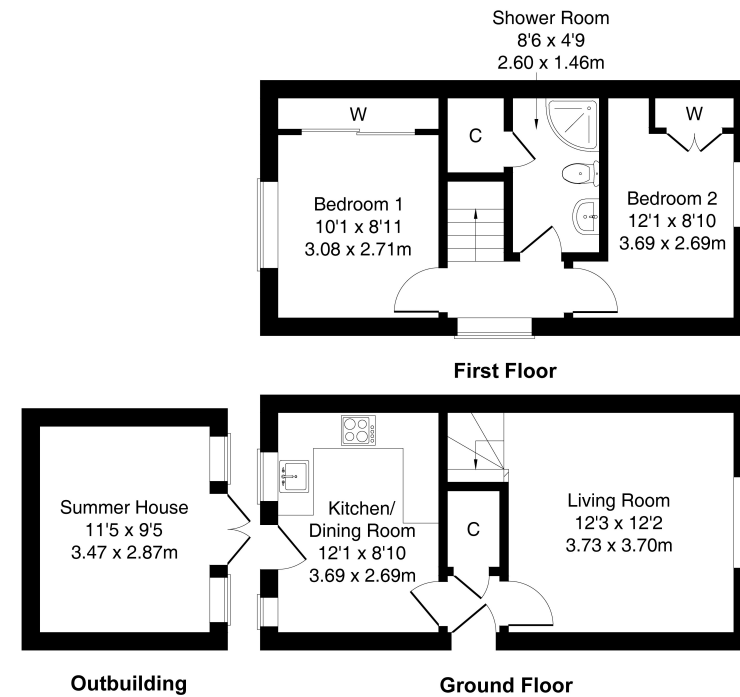 Shower Room
8'6 x 4'9
2.60 x 1.46m
W
W
C
Bedroom 1
10'1 x 8'11
3.08 x 2.71m
Bedroom 2
12'1 x 8'10
3.69 x 2.69m
First Floor
Summer House
11'5 x 9'5
3.47 x 2.87m
Kitchen/
Dining Room
12'1 x 8'10
3.69 x 2.69m
C
Living Room
12'3 x 12'2
3.73 x 3.70m
Outbuilding
Ground Floor